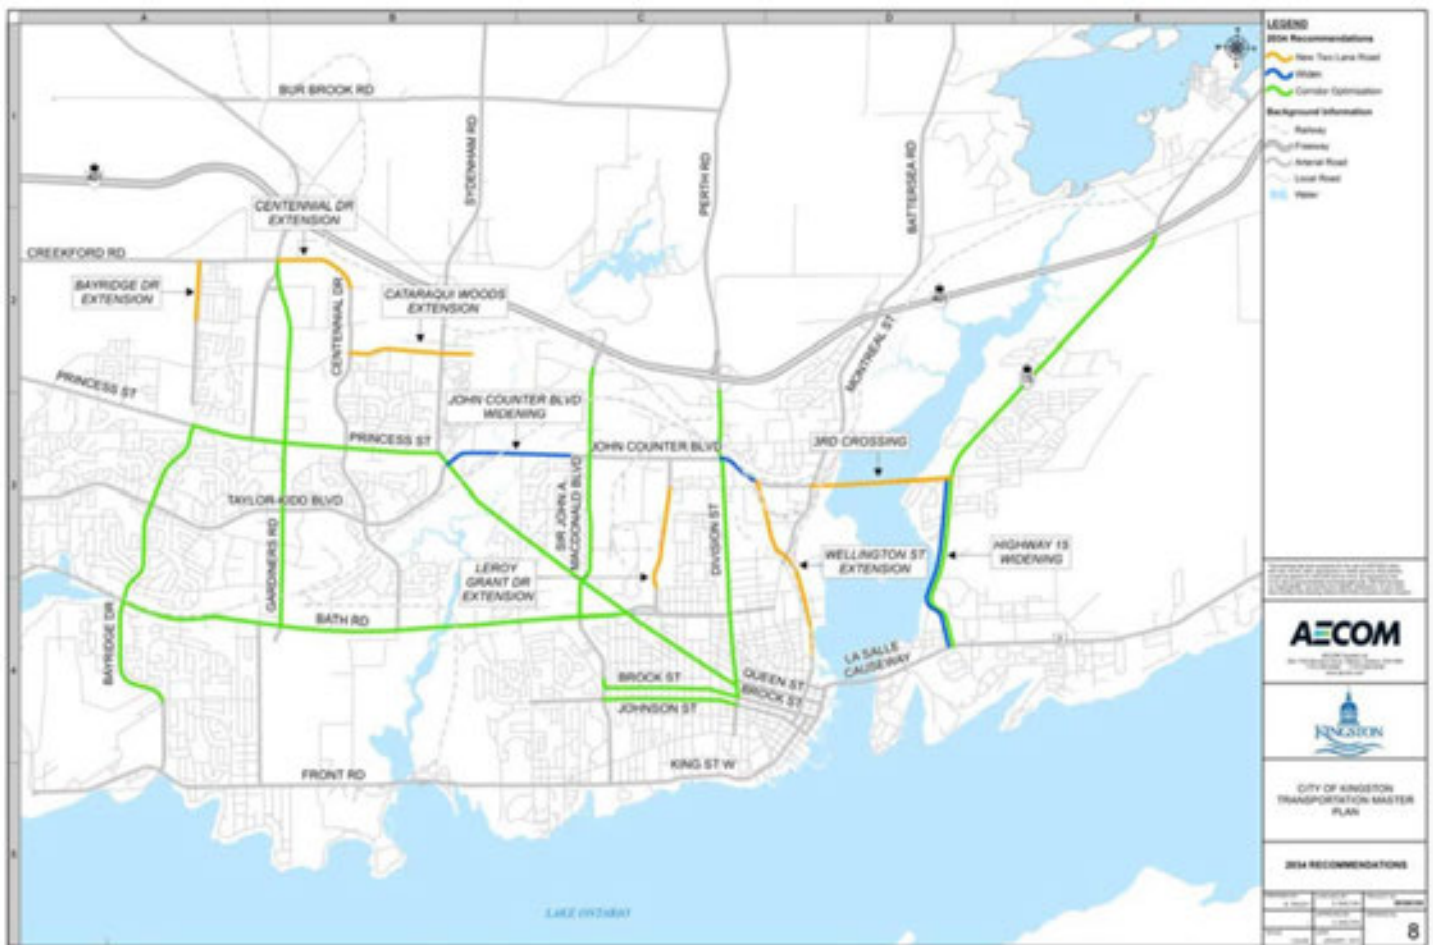 A
B
C
D
E
LEGEND
2034 Recommendations
New Two Lane Road
Widen
Corridor Optimization
Background Information
Railway
Freeway
Arterial Road
Local Road
Water
1
BUR BROOK RD
SYDENHAM RD
PERTH RD
BATTERSEA RD
CENTENNIAL DR
EXTENSION
CREEKFORD RD
2
BAYRIDGE DR
EXTENSION
CENTENNIAL DR
CATARAQUI WOODS
EXTENSION
MONTREAL ST
PRINCESS ST
JOHN COUNTER BLVD
WIDENING
PRINCESS ST
JOHN COUNTER BLVD
3RD CROSSING
3
TAYLOR-KIDD BLVD
GARDINERS RD
SIR JOHN A.
MACDONALD BLVD
DIVISION ST
LEROY
GRANT DR
EXTENSION
WELLINGTON ST
EXTENSION
HIGHWAY 15
WIDENING
BATH RD
BAYRIDGE DR
4
LA SALLE
CAUSEWAY
BROCK ST
QUEEN ST
BROCK ST
JOHNSON ST
FRONT RD
KING ST W
5
LAKE ONTARIO
AECOM
KINGSTON
CITY OF KINGSTON
TRANSPORTATION MASTER
PLAN
2034 RECOMMENDATIONS
8